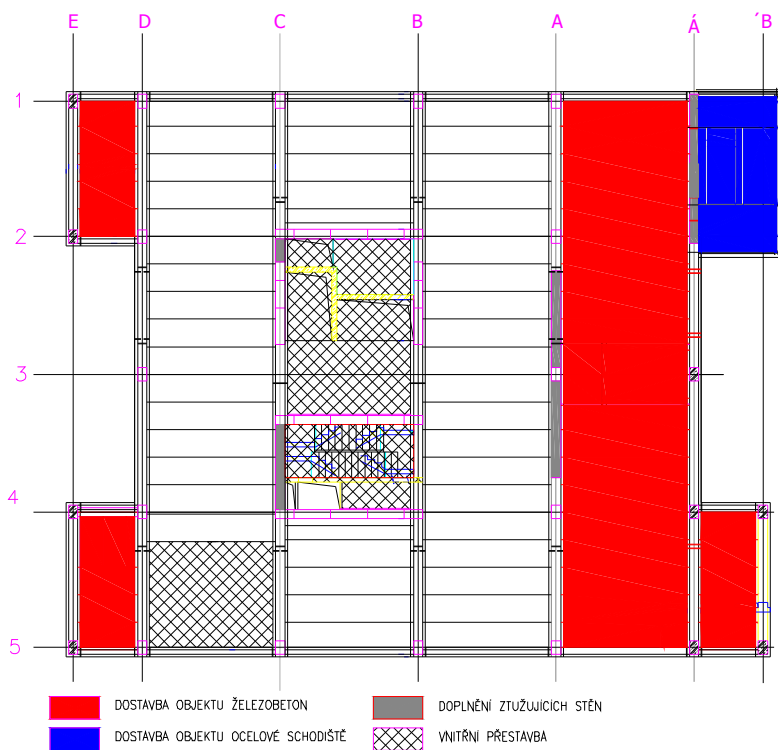 E D C B A Á ´B
1
2
3
4
5
DOSTAVBA OBJEKTU ŽELEZOBETON
DOPLNĚNÍ ZTUŽUJÍCÍCH STĚN
DOSTAVBA OBJEKTU OCELOVÉ SCHODIŠTĚ
VNITŘNÍ PŘESTAVBA